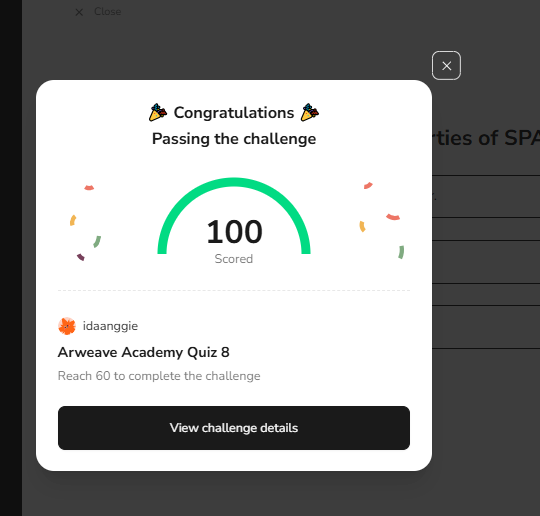 Close
Congratulations
Passing the challenge
rties of SPA
100
Scored
idaanggie
Arweave Academy Quiz 8
Reach 60 to complete the challenge
View challenge details